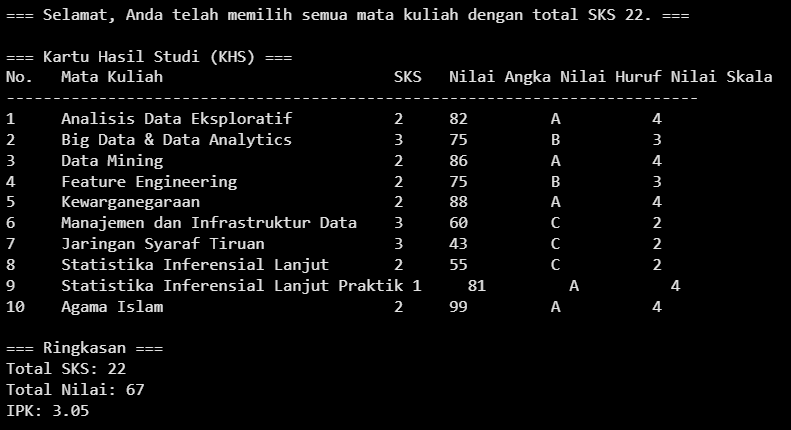 === Selamat, Anda telah memilih semua mata kuliah dengan total SKS 22. ===
=== Kartu Hasil Studi (KHS) ===
No. Mata Kuliah SKS Nilai Angka Nilai Huruf Nilai Skala
---------------------------------------------------------------------------
1 Analisis Data Eksploratif 2 82 A 4
2 Big Data & Data Analytics 3 75 B 3
3 Data Mining 2 86 A 4
4 Feature Engineering 2 75 B 3
5 Kewarganegaraan 2 88 A 4
6 Manajemen dan Infrastruktur Data 3 60 C 2
7 Jaringan Syaraf Tiruan 3 43 C 2
8 Statistika Inferensial Lanjut 2 55 C 2
9 Statistika Inferensial Lanjut Praktik 1 81 A 4
10 Agama Islam 2 99 A 4
=== Ringkasan ===
Total SKS: 22
Total Nilai: 67
IPK: 3.05